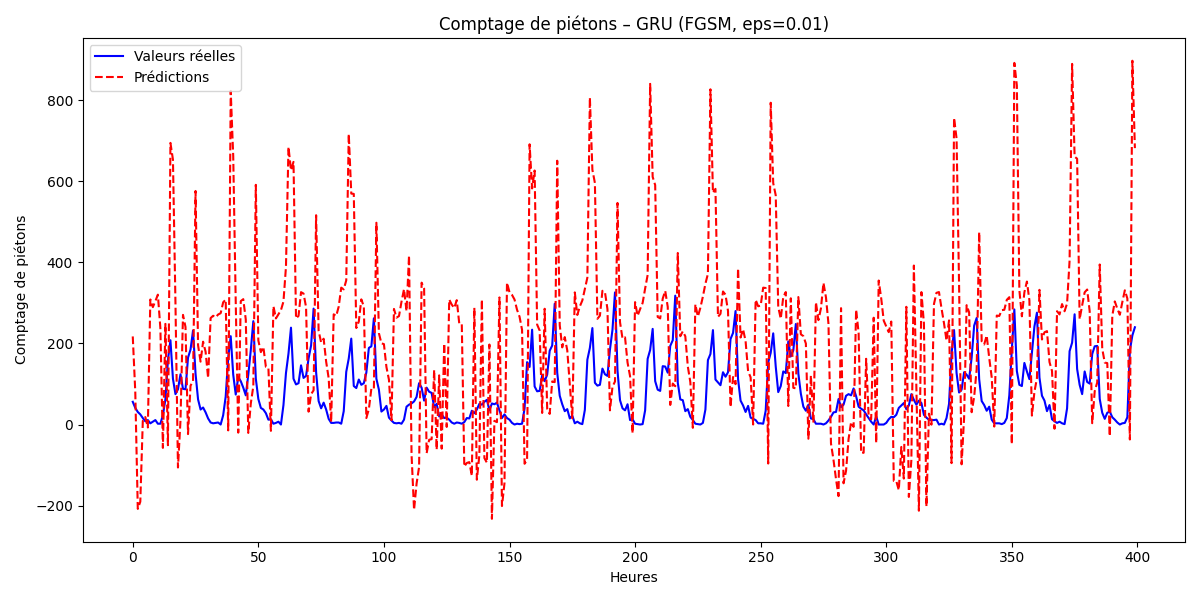 Comptage de piétons – GRU (FGSM, eps=0.01)
Valeurs réelles
Prédictions
Comptage de piétons
800
600
400
200
0
−200
0 50 100 150 200 250 300 350 400
Heures